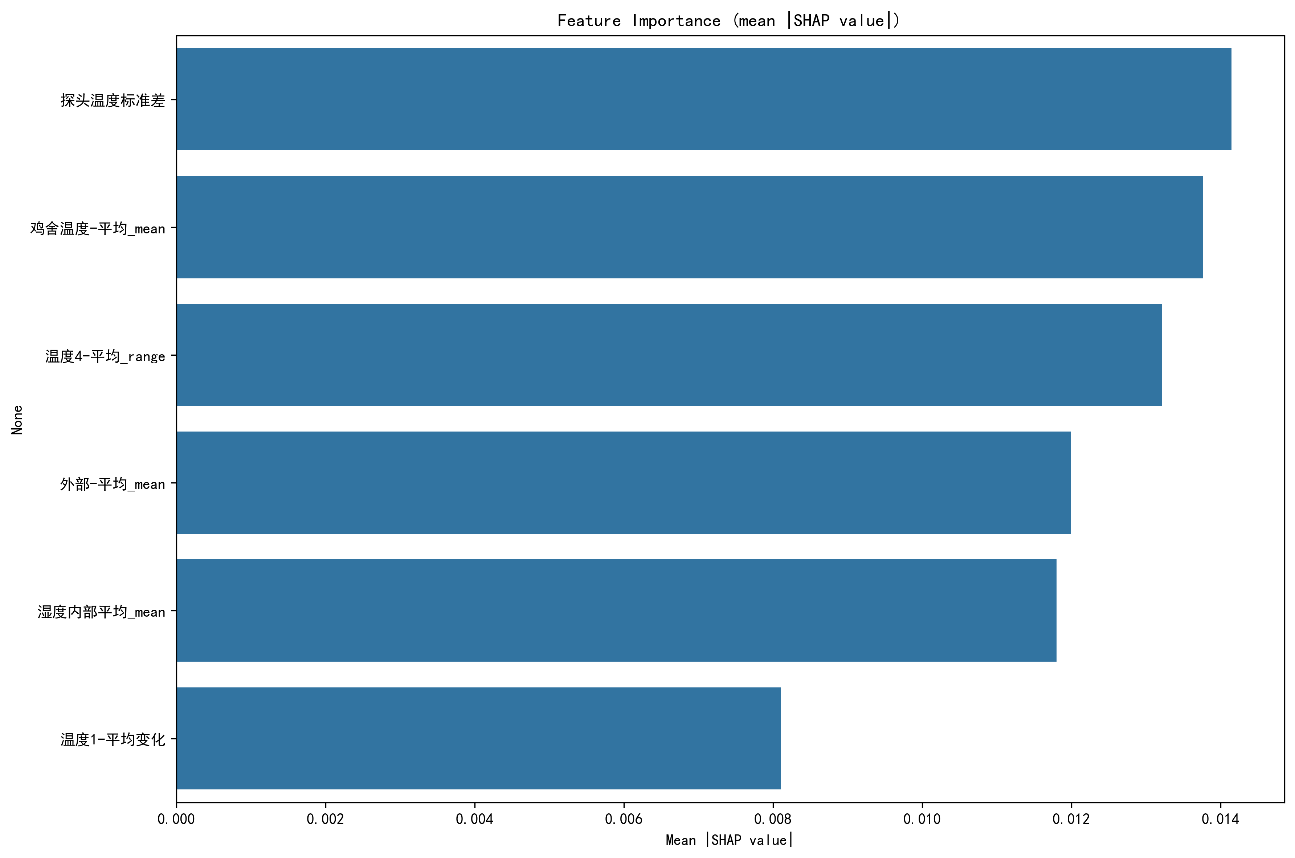 Feature Importance (mean |SHAP value|)
探头温度标准差
鸡舍温度-平均_mean
温度4-平均_range
外部-平均_mean
湿度内部平均_mean
温度1-平均变化
None
0.000 0.002 0.004 0.006 0.008 0.010 0.012 0.014
Mean |SHAP value|